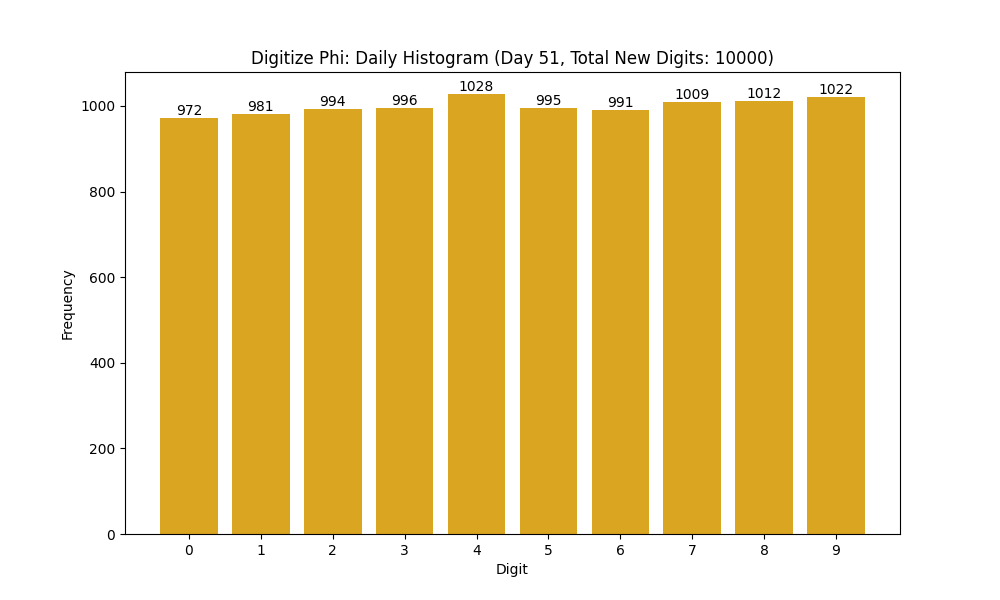 Digitize Phi: Daily Histogram (Day 51, Total New Digits: 10000)
972 981 994 996 1028 995 991 1009 1012 1022
1000
800
600
400
200
0
Frequency
0 1 2 3 4 5 6 7 8 9
Digit